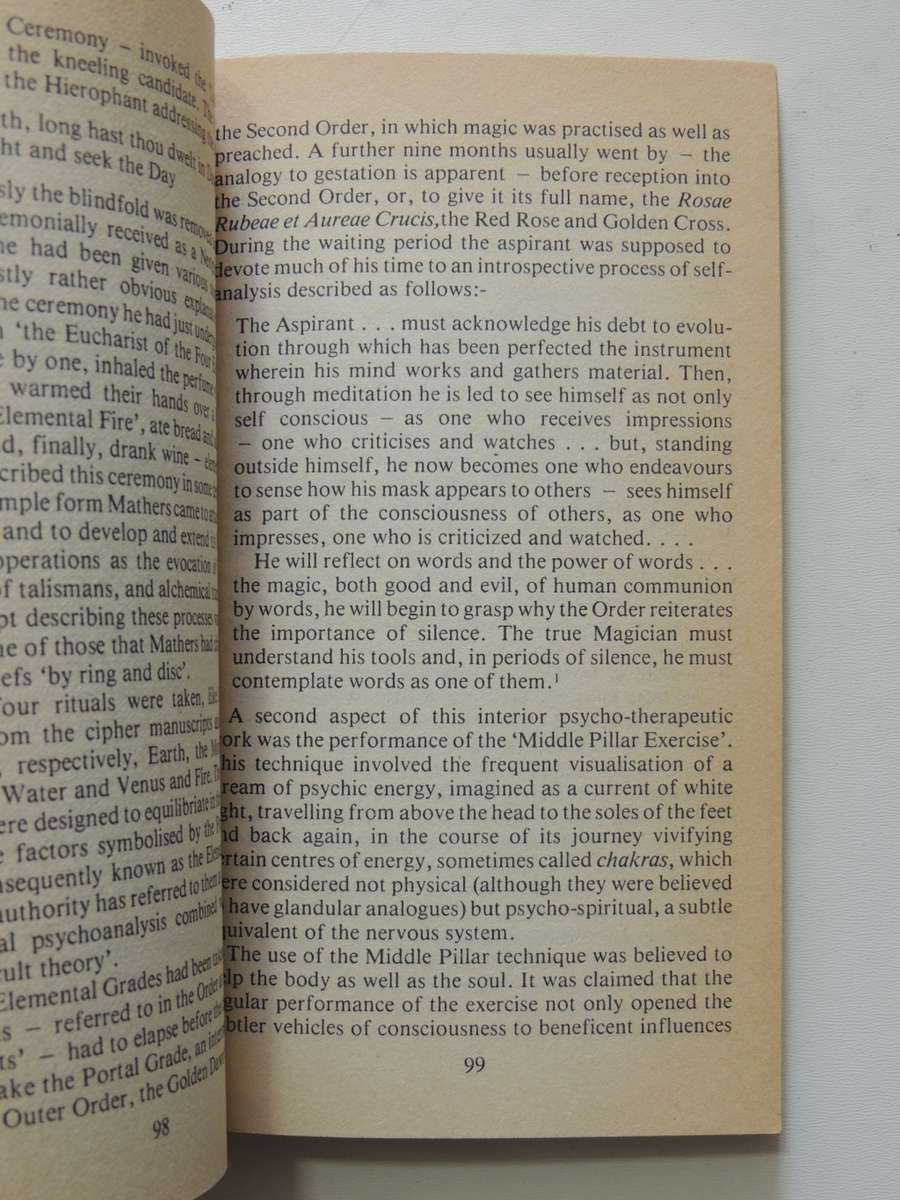 Ceremony – invoked the
the kneeling candidate.
the Hierophant addressing
th, long hast thou dwelt in
ht and seek the Day
sly the blindfold was removed
emonially received as a
he had been given various
stly rather obvious
he ceremony he had just
n ‘the Eucharist of the Four
e by one, inhaled the perfume
warmed their hands over a
Elemental Fire’, ate bread and
d, finally, drank wine –
cribed this ceremony in some
mple form Mathers came to
and to develop and extend
operations as the evocation of
of talismans, and alchemical
pt describing these processes
ne of those that Mathers had
efs ‘by ring and disc’.
four rituals were taken,
om the cipher manuscripts
, respectively, Earth, the
Water and Venus and Fire.
ere designed to equilibriate in
e factors symbolised by the
nsequently known as the
authority has referred to them
al psychoanalysis combined
cult theory’.
Elemental Grades had been
s – referred to in the Order
ts’ – had to elapse before the
ake the Portal Grade, an
Outer Order, the Golden
98
the Second Order, in which magic was practised as well as
preached. A further nine months usually went by – the
analogy to gestation is apparent – before reception into
the Second Order, or, to give it its full name, the Rosae
Rubeae et Aureae Crucis,the Red Rose and Golden Cross.
During the waiting period the aspirant was supposed to
devote much of his time to an introspective process of self-
analysis described as follows:-
The Aspirant . . . must acknowledge his debt to evolu-
tion through which has been perfected the instrument
wherein his mind works and gathers material. Then,
through meditation he is led to see himself as not only
self conscious – as one who receives impressions
– one who criticises and watches . . . but, standing
outside himself, he now becomes one who endeavours
to sense how his mask appears to others – sees himself
as part of the consciousness of others, as one who
impresses, one who is criticized and watched. . . .
He will reflect on words and the power of words . . .
the magic, both good and evil, of human communion
by words, he will begin to grasp why the Order reiterates
the importance of silence. The true Magician must
understand his tools and, in periods of silence, he must
contemplate words as one of them.¹
A second aspect of this interior psycho-therapeutic
ork was the performance of the ‘Middle Pillar Exercise’.
his technique involved the frequent visualisation of a
ream of psychic energy, imagined as a current of white
ght, travelling from above the head to the soles of the feet
nd back again, in the course of its journey vivifying
ertain centres of energy, sometimes called chakras, which
ere considered not physical (although they were believed
have glandular analogues) but psycho-spiritual, a subtle
quivalent of the nervous system.
The use of the Middle Pillar technique was believed to
elp the body as well as the soul. It was claimed that the
gular performance of the exercise not only opened the
btler vehicles of consciousness to beneficent influences
99